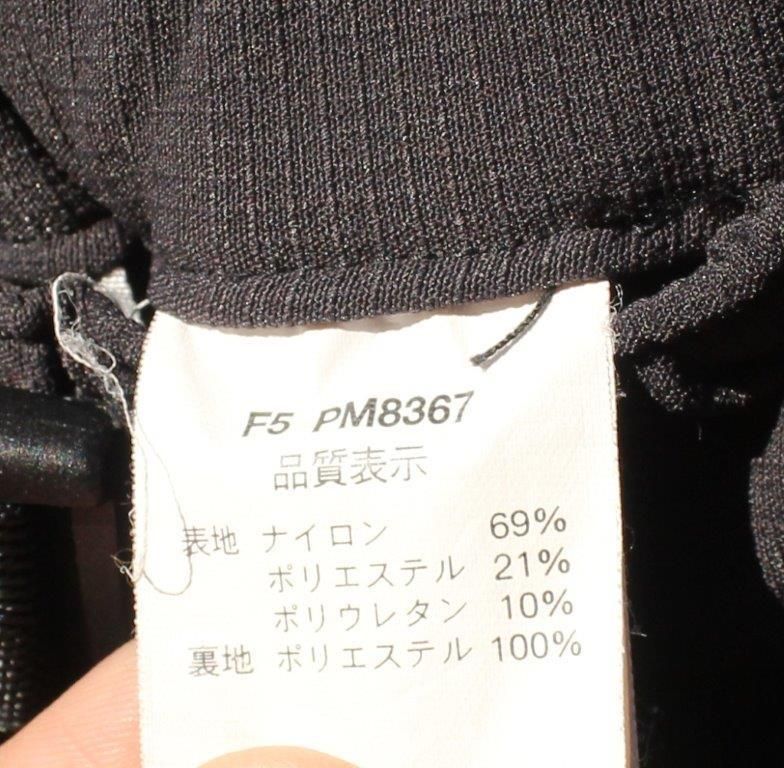 F5 PM8367
品質表示
表地 ナイロン 69%
ポリエステル 21%
ポリウレタン 10%
裏地 ポリエステル 100%